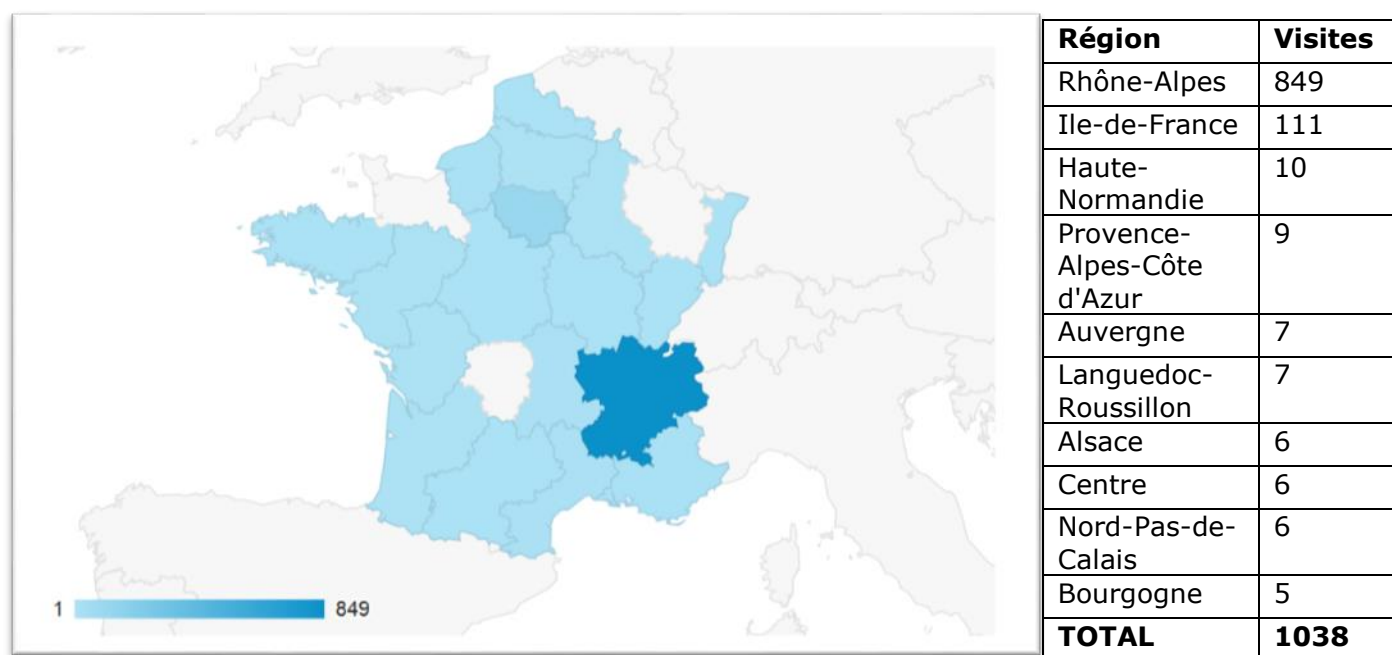 1
849
Région Visites
Rhône-Alpes 849
Ile-de-France 111
Haute- 10
Normandie
Provence- 9
Alpes-Côte
d'Azur
Auvergne 7
Languedoc- 7
Roussillon
Alsace 6
Centre 6
Nord-Pas-de- 6
Calais
Bourgogne 5
TOTAL 1038